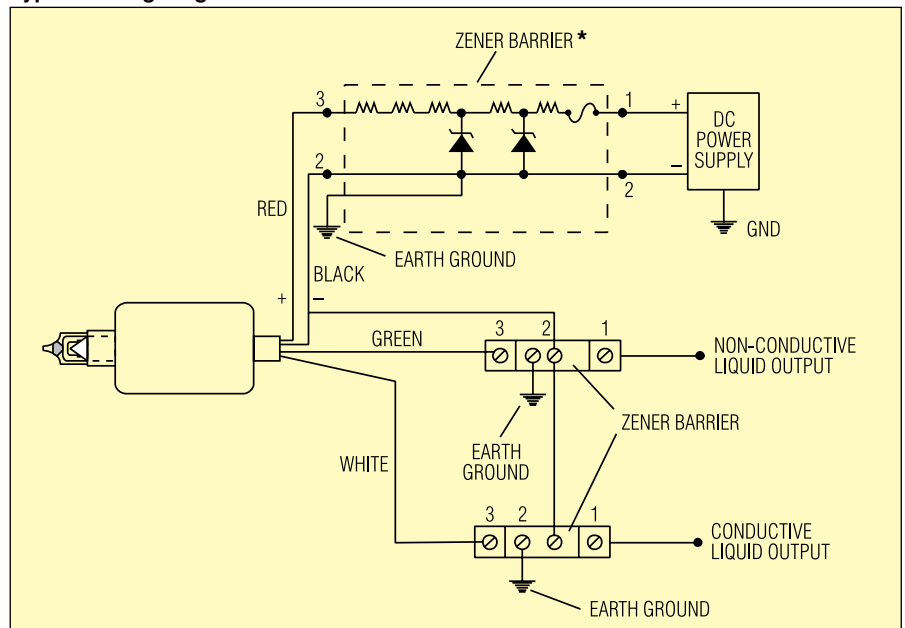 ZENER BARRIER *
3
1
+
DC
POWER
SUPPLY
−
2
2
RED
GND
EARTH GROUND
BLACK
+
−
3
2
1
GREEN
NON-CONDUCTIVE
LIQUID OUTPUT
EARTH
GROUND
ZENER BARRIER
WHITE
3
2
1
CONDUCTIVE
LIQUID OUTPUT
EARTH GROUND